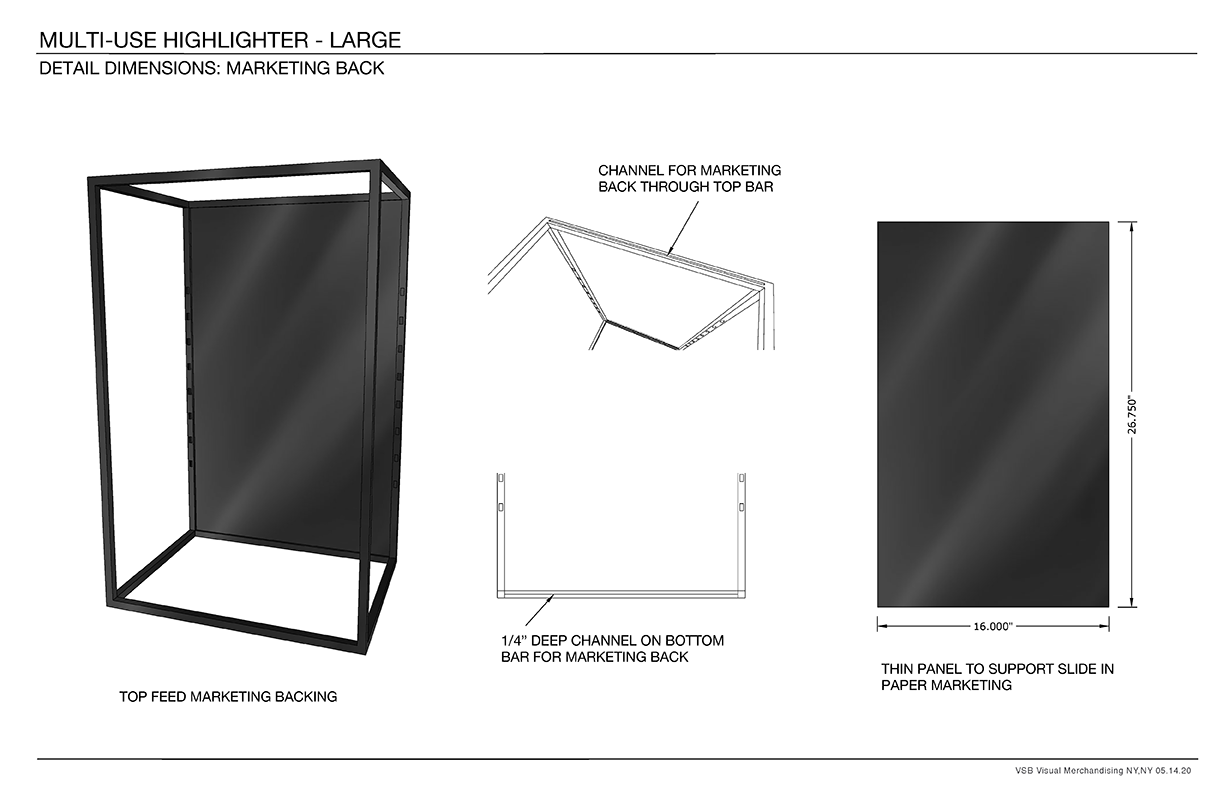 MULTI-USE HIGHLIGHTER - LARGE
DETAIL DIMENSIONS: MARKETING BACK
CHANNEL FOR MARKETING
BACK THROUGH TOP BAR
26.750"
16.000"
1/4” DEEP CHANNEL ON BOTTOM
BAR FOR MARKETING BACK
THIN PANEL TO SUPPORT SLIDE IN
PAPER MARKETING
TOP FEED MARKETING BACKING
VSB Visual Merchandising NY,NY 05.14.20